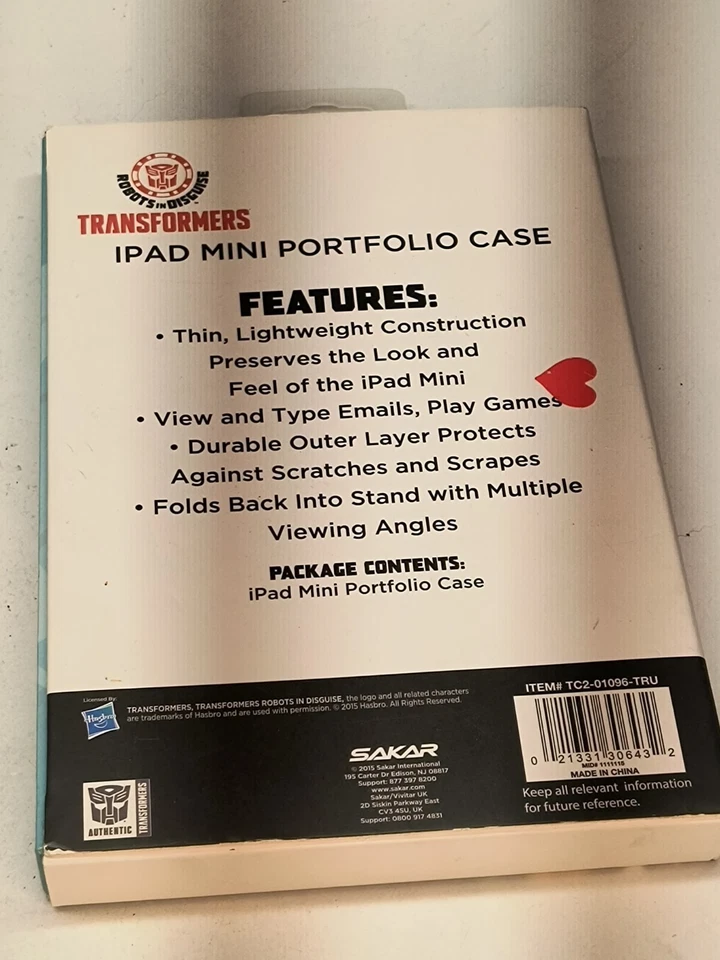 ROBOTS IN DISGUISE
TRANSFORMERS
IPAD MINI PORTFOLIO CASE
FEATURES:
• Thin, Lightweight Construction
Preserves the Look and
Feel of the iPad Mini
• View and Type Emails, Play Games
• Durable Outer Layer Protects
Against Scratches and Scrapes
• Folds Back Into Stand with Multiple
Viewing Angles
PACKAGE CONTENTS:
iPad Mini Portfolio Case
Licensed By:
Hasbro
TRANSFORMERS, TRANSFORMERS ROBOTS IN DISGUISE, the logo and all related characters
are trademarks of Hasbro and are used with permission. © 2015 Hasbro. All Rights Reserved.
AUTHENTIC
TRANSFORMERS
SAKAR
© 2015 Sakar International
195 Carter Dr Edison, NJ 08817
Support: 877 397 8200
www.sakar.com
Sakar/Vivitar UK
2D Siskin Parkway East
CV3 4SU, UK
Support: 0800 917 4831
ITEM# TC2-01096-TRU
0 21331 30643 2
MID# 1111115
MADE IN CHINA
Keep all relevant information
for future reference.